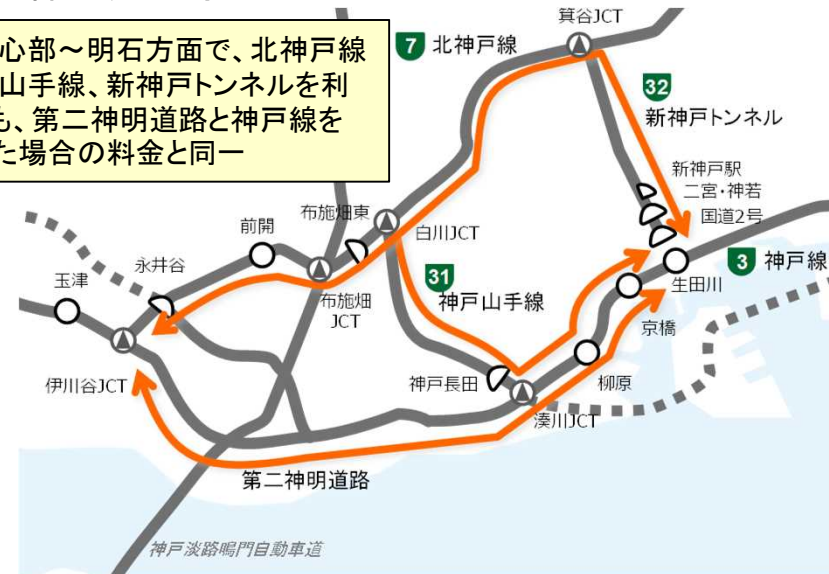 心部～明石方面で、北神戸線
山手線、新神戸トンネルを利
も、第二神明道路と神戸線を
た場合の料金と同一
箕谷JCT
7 北神戸線
32
新神戸トンネル
新神戸駅
二宮・神若
国道2号
布施畑東
白川JCT
前開
永井谷
玉津
布施畑
JCT
31
神戸山手線
3 神戸線
生田川
京橋
伊川谷JCT
神戸長田
柳原
湊川JCT
第二神明道路
神戸淡路鳴門自動車道